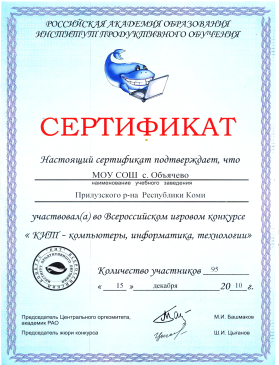 РОССИЙСКАЯ АКАДЕМИЯ ОБРАЗОВАНИЯ
ИНСТИТУТ ПРОДУКТИВНОГО ОБУЧЕНИЯ
СЕРТИФИКАТ
Настоящий сертификат подтверждает, что
МОУ СОШ с. Объячево
наименование учебного заведения
Прилузского р-на Республики Коми
участвовал(а) во Всероссийском игровом конкурсе
« КИТ - компьютеры, информатика, технологии»
Количество участников 95
« 15 » декабря 20 10 г.
Председатель Центрального оргкомитета,
академик РАО
М.И. Башмаков
Председатель жюри конкурса
Ш.И. Цыганов